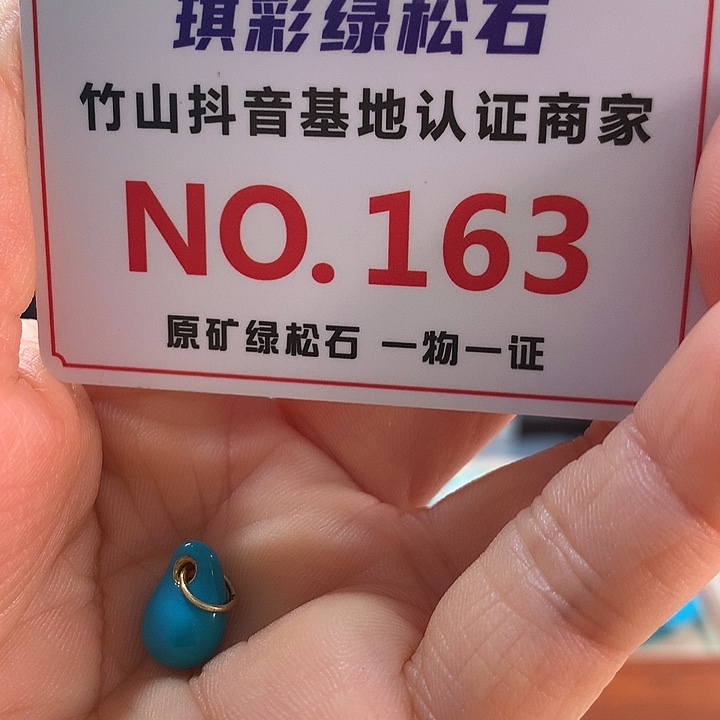 琪彩绿松石
竹山抖音基地认证商家
NO.163
原矿绿松石 一物一证